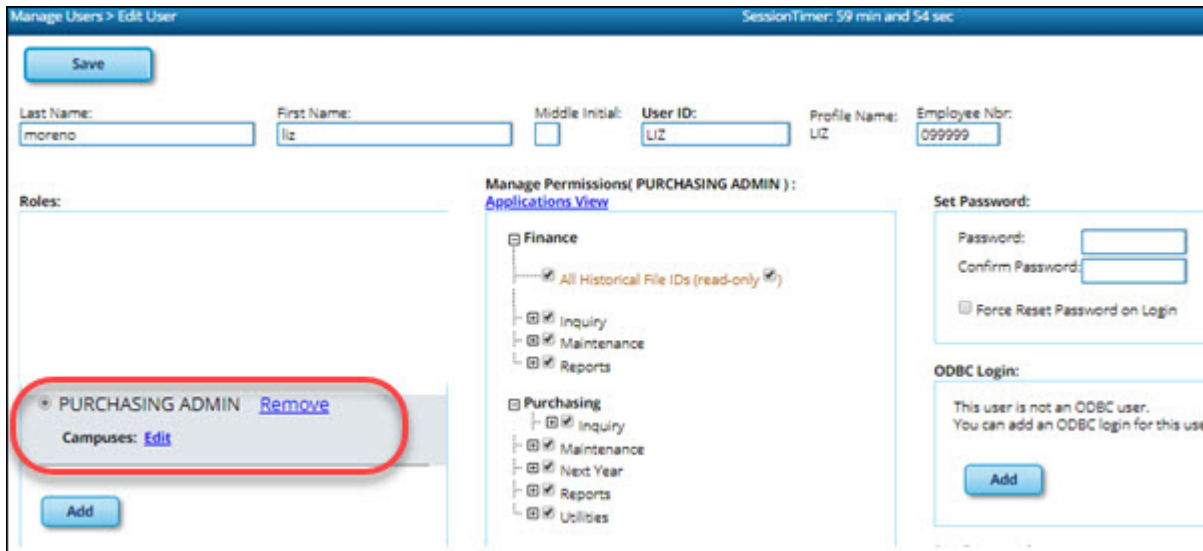 Manage Users > Edit User SessionTimer: 59 min and 54 sec
Save
Last Name: First Name: Middle Initial: User ID: Profile Name: Employee Nbr:
moreno liz LIZ LIZ 099999
Roles:
PURCHASING ADMIN Remove
Campuses: Edit
Add
Manage Permissions( PURCHASING ADMIN ) :
Applications View
Finance
All Historical File IDs (read-only )
Inquiry
Maintenance
Reports
Purchasing
Inquiry
Maintenance
Next Year
Reports
Utilities
Set Password:
Password:
Confirm Password:
Force Reset Password on Login
ODBC Login:
This user is not an ODBC user.
You can add an ODBC login for this use
Add